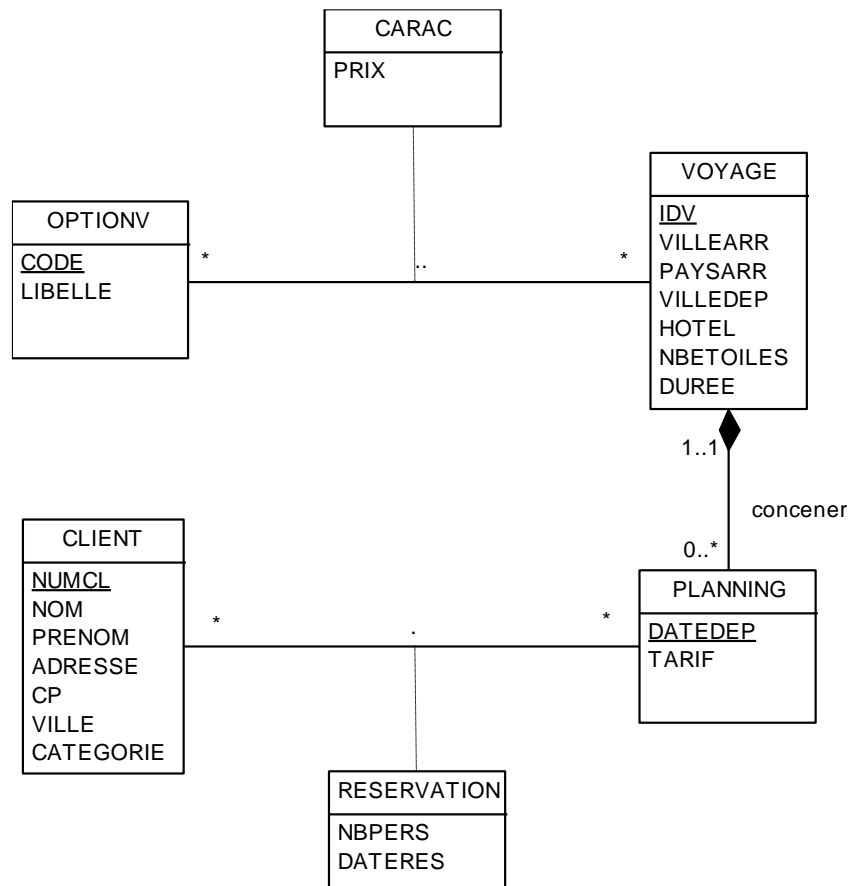 CARAC
PRIX
VOYAGE
IDV
VILLEARR
PAYSARR
VILLEDEP
HOTEL
NBETOILES
DUREE
OPTIONV
CODE
LIBELLE
*
..
*
1..1
concener
0..*
CLIENT
NUMCL
NOM
PRENOM
ADRESSE
CP
VILLE
CATEGORIE
*
.
*
PLANNING
DATEDEP
TARIF
RESERVATION
NBPERS
DATERES